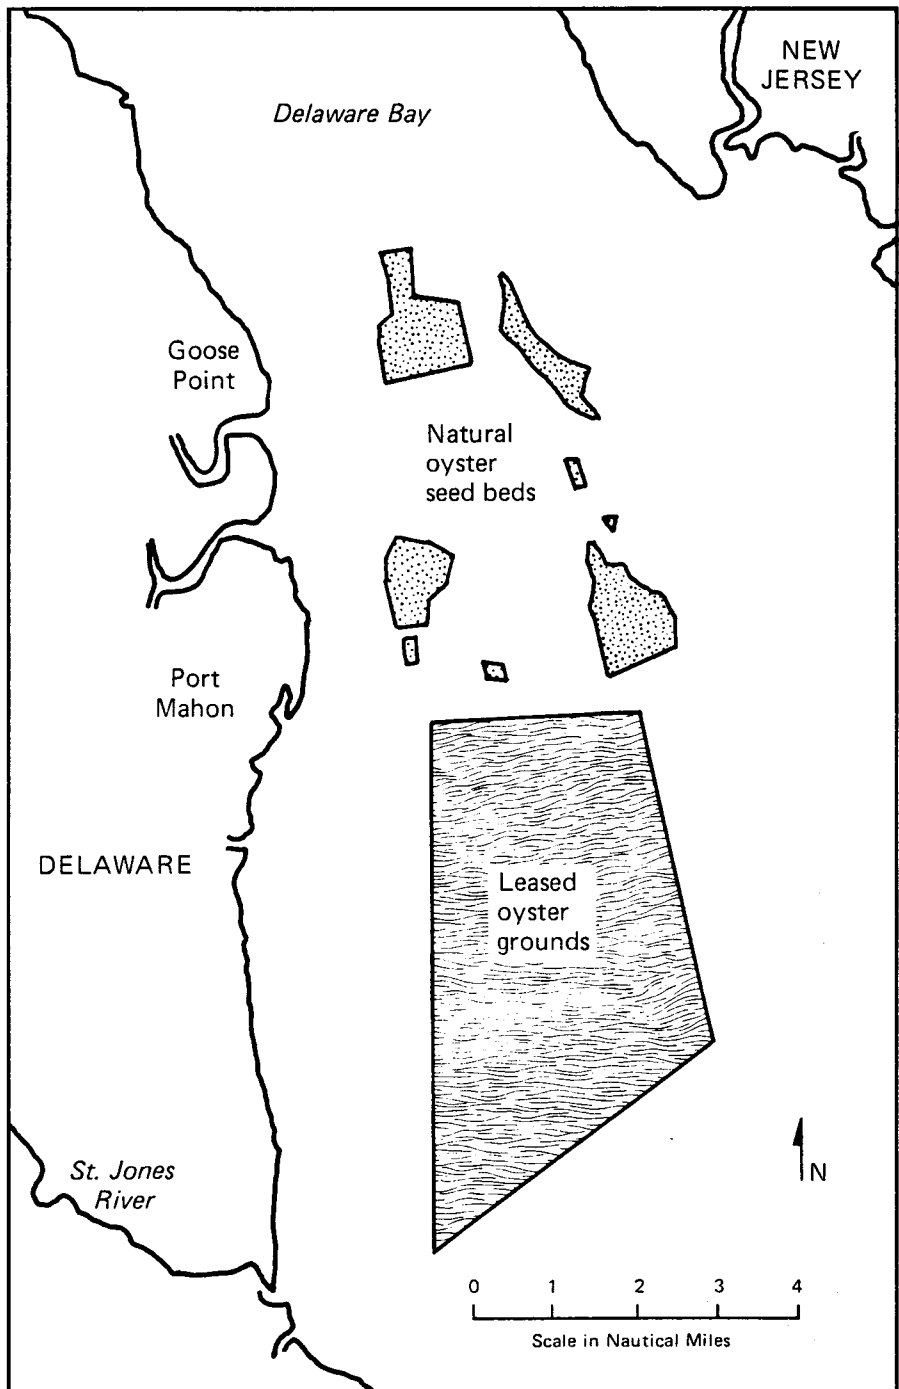 NEW
JERSEY
Delaware Bay
Goose
Point
Natural
oyster
seed beds
Port
Mahon
DELAWARE
Leased
oyster
grounds
St. Jones
River
N
0 1 2 3 4
Scale in Nautical Miles